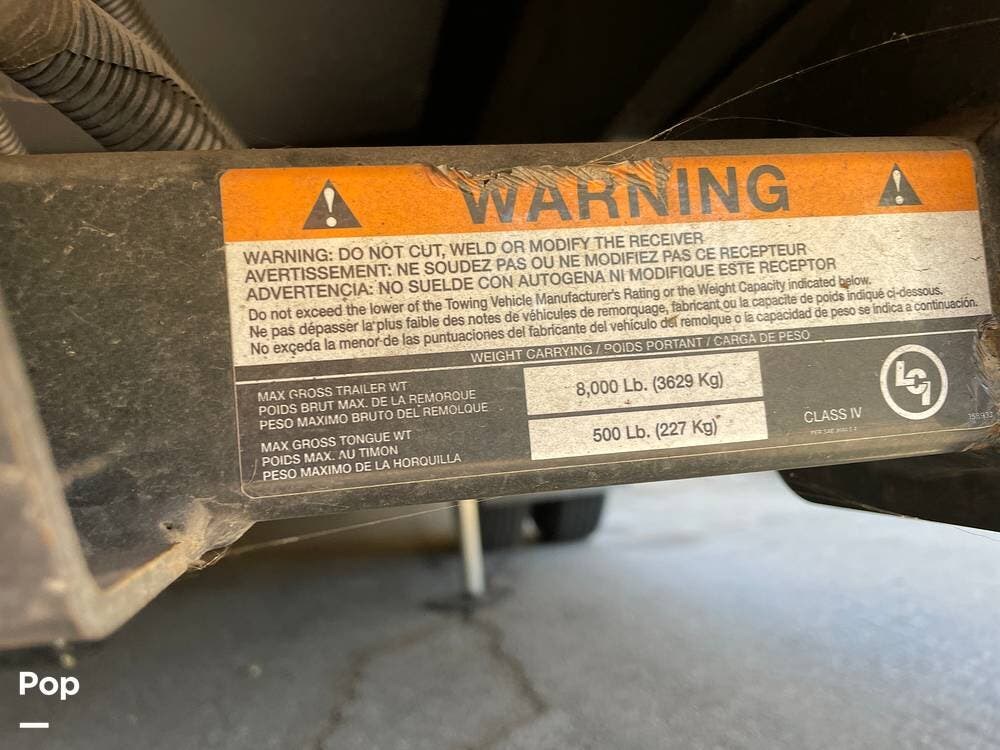 WARNING
WARNING: DO NOT CUT, WELD OR MODIFY THE RECEIVER
AVERTISSEMENT: NE SOUDEZ PAS OU NE MODIFIEZ PAS CE RECEPTEUR
ADVERTENCIA: NO SUELDE CON AUTOGENA NI MODIFIQUE ESTE RECEPTOR
Do not exceed the lower of the Towing Vehicle Manufacturer's Rating or the Weight Capacity indicated below.
Ne pas dépasser la plus faible des notes de véhicules de remorquage, fabricant ou la capacite de poids indiqué ci-dessous.
No exçeda la menor de las puntuaciones del fabricante del vehículo del remolque o la capacidad de peso se indica a continuación.
WEIGHT CARRYING / POIDS PORTANT / CARGA DE PESO
MAX GROSS TRAILER WT
POIDS BRUT MAX. DE LA REMORQUE
PESO MAXIMO BRUTO DEL REMOLQUE
8,000 Lb. (3629 Kg)
MAX GROSS TONGUE WT
POIDS MAX. AU TIMON
PESO MAXIMO DE LA HORQUILLA
500 Lb. (227 Kg)
CLASS IV
LCI
Pop